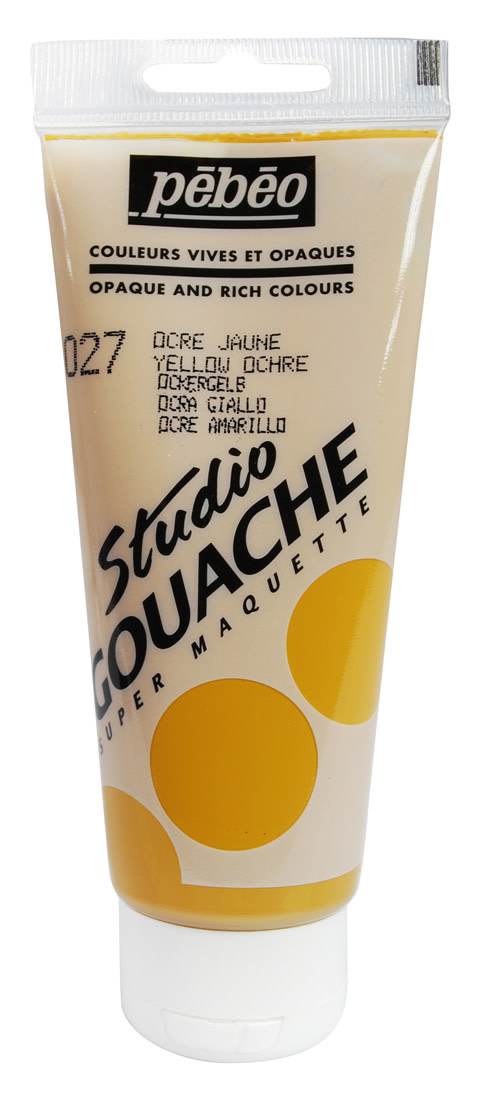 pēbēo
COULEURS VIVES ET OPAQUES
OPAQUE AND RICH COLOURS
027
OCRE JAUNE
YELLOW OCHRE
OCKERGELB
OCRA GIALLO
OCRE AMARILLO
Studio
GOUACHE
SUPER MAQUETTE